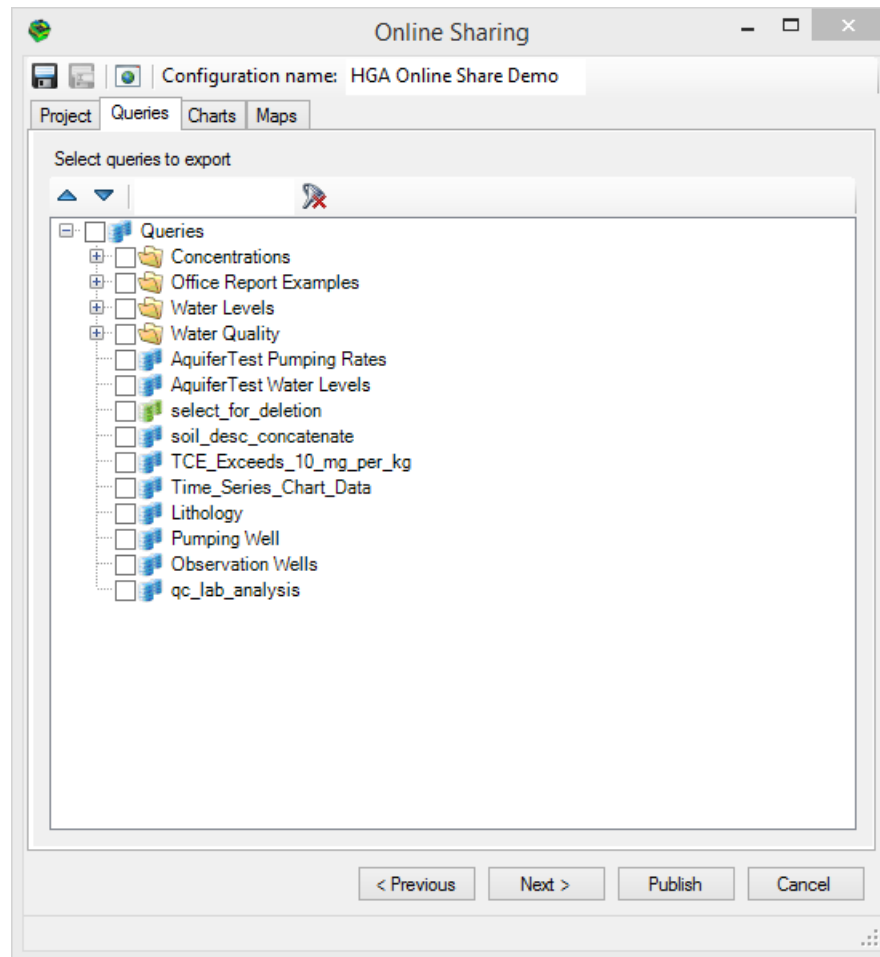 Online Sharing
Configuration name: HGA Online Share Demo
Project Queries Charts Maps
Select queries to export
Queries
Concentrations
Office Report Examples
Water Levels
Water Quality
AquiferTest Pumping Rates
AquiferTest Water Levels
select_for_deletion
soil_desc_concatenate
TCE_Exceeds_10_mg_per_kg
Time_Series_Chart_Data
Lithology
Pumping Well
Observation Wells
qc_lab_analysis
< Previous Next > Publish Cancel